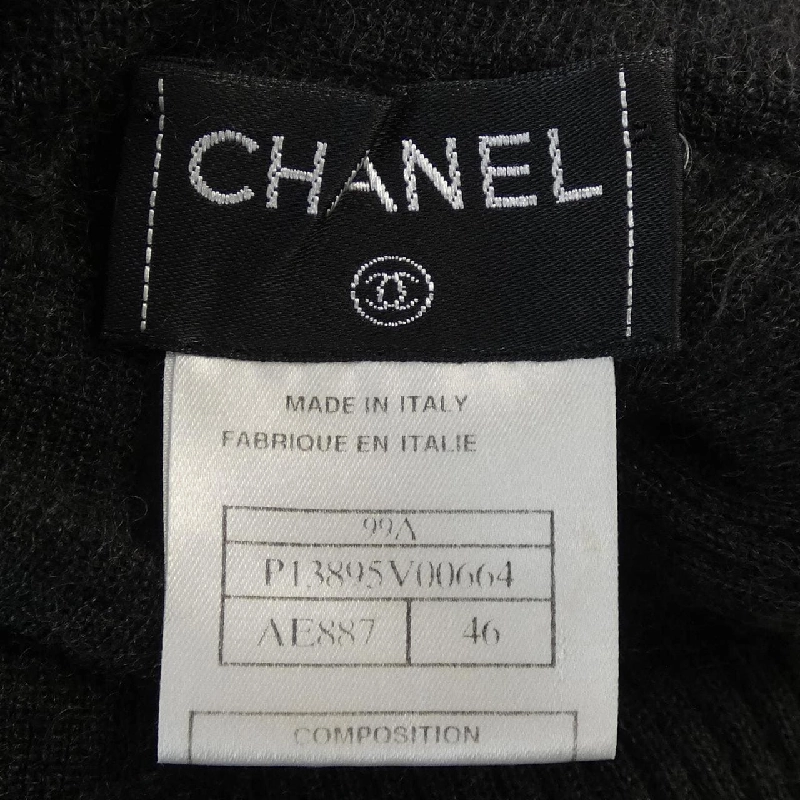 CHANEL
MADE IN ITALY
FABRIQUE EN ITALIE
99A
P13895V00664
AE887 46
COMPOSITION